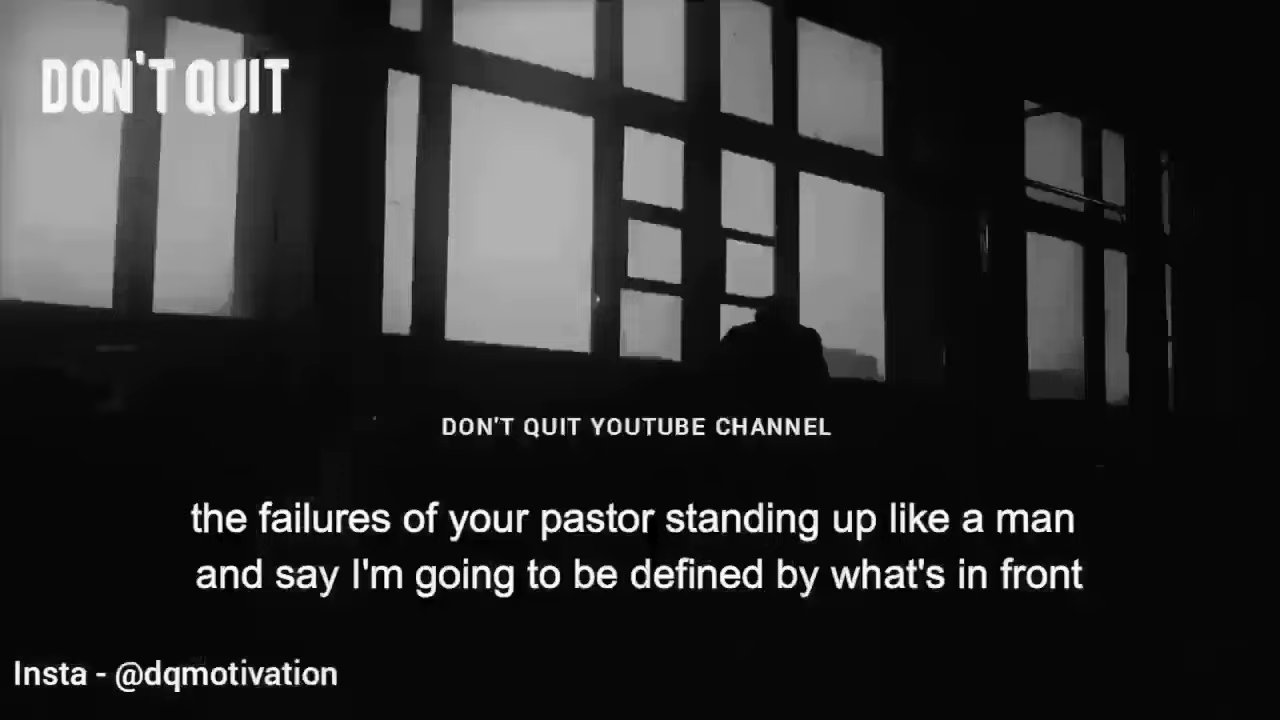 DON'T QUIT
DON'T QUIT YOUTUBE CHANNEL
the failures of your pastor standing up like a man
and say I'm going to be defined by what's in front
Insta - @dqmotivation